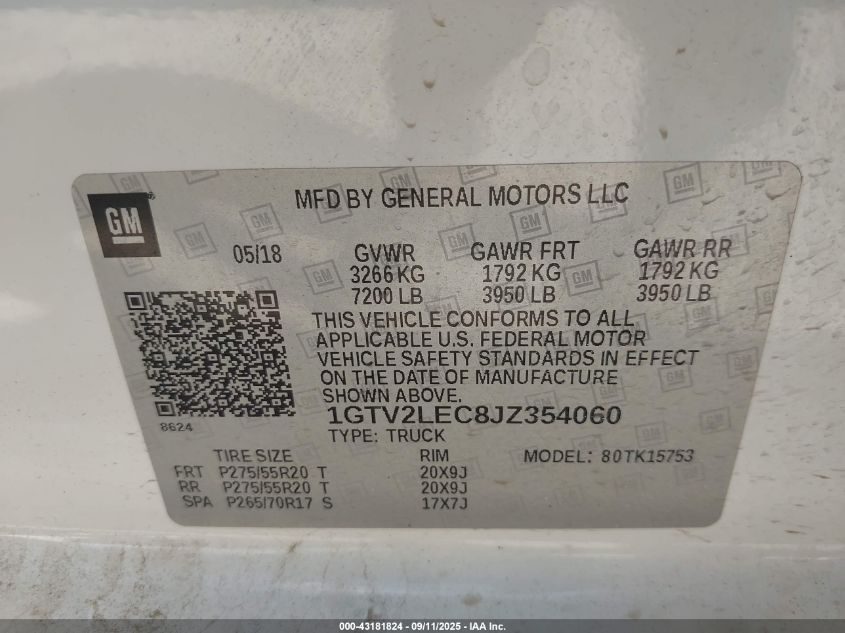 GM
MFD BY GENERAL MOTORS LLC
05/18 GVWR GAWR FRT GAWR RR
3266 KG 1792 KG 1792 KG
7200 LB 3950 LB 3950 LB
THIS VEHICLE CONFORMS TO ALL
APPLICABLE U.S. FEDERAL MOTOR
VEHICLE SAFETY STANDARDS IN EFFECT
ON THE DATE OF MANUFACTURE
SHOWN ABOVE.
8624
1GTV2LEC8JZ354060
TYPE: TRUCK
TIRE SIZE RIM MODEL: 80TK15753
FRT P275/55R20 T 20X9J
RR P275/55R20 T 20X9J
SPA P265/70R17 S 17X7J
000-43181824 - 09/11/2025 - IAA Inc.